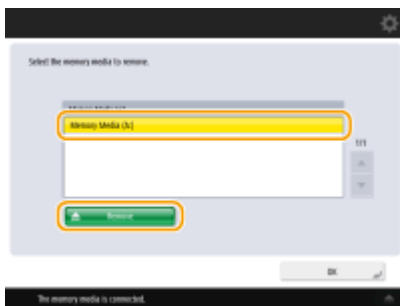 Select the memory media to remove.
Memory Media (A:)
1/1
Remove
OK
The memory media is connected.